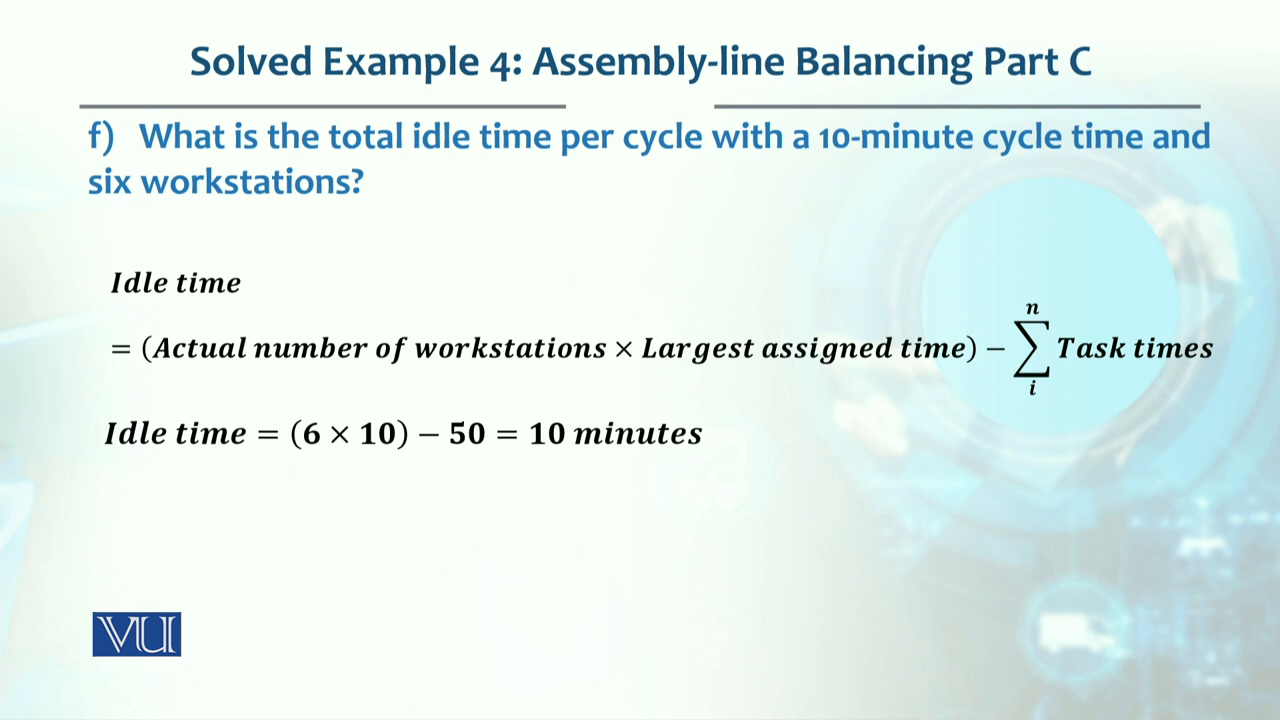 Solved Example 4: Assembly-line Balancing Part C
f) What is the total idle time per cycle with a 10-minute cycle time and
six workstations?
Idle time
= (Actual number of workstations × Largest assigned time) − ∑ᵢⁿ Task times
Idle time = (6 × 10) − 50 = 10 minutes
VU